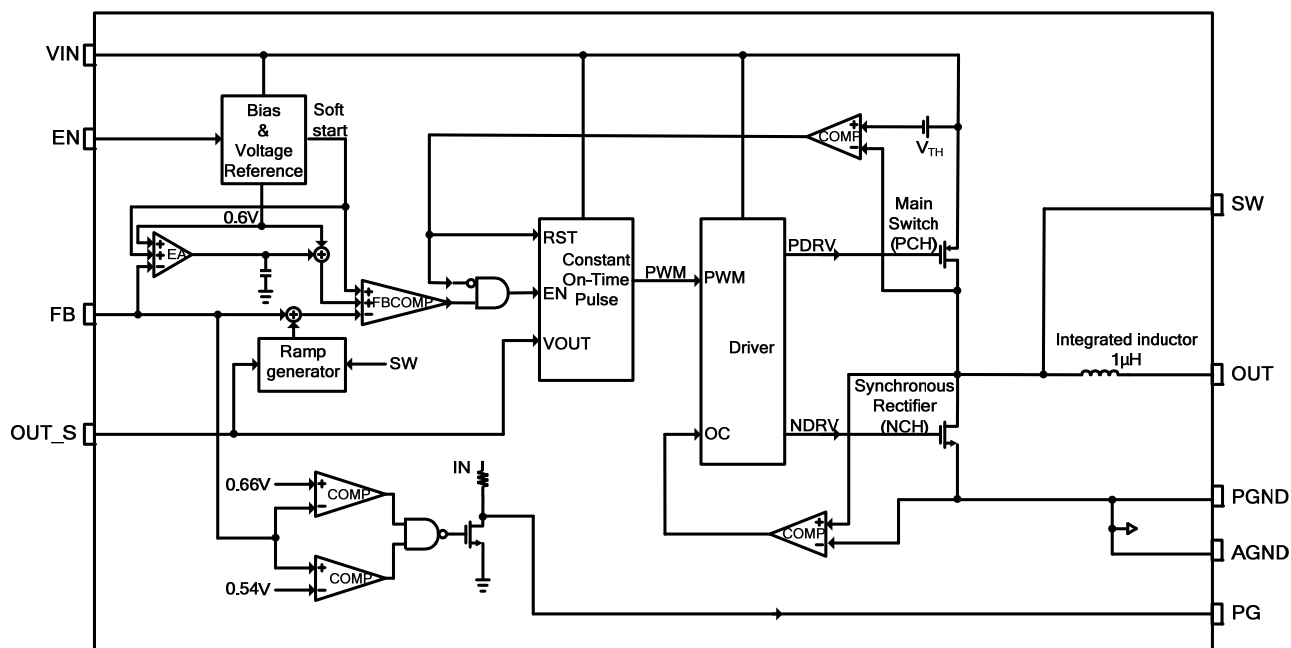 VIN
EN
Bias
&
Voltage
Reference
Soft
start
+
COMP
−
V_TH
SW
0.6V
Main
Switch
(PCH)
+
+ EA
−
+
RST
Constant
On-Time
Pulse
EN
VOUT
PWM
PWM
PDRV
Driver
FB
+
+
+ FBCOMP
−
Ramp
generator
SW
Integrated inductor
1µH
OUT
Synchronous
Rectifier
(NCH)
OUT_S
OC
NDRV
IN
0.66V
+
COMP
−
PGND
+
COMP
−
AGND
0.54V
+
COMP
−
PG